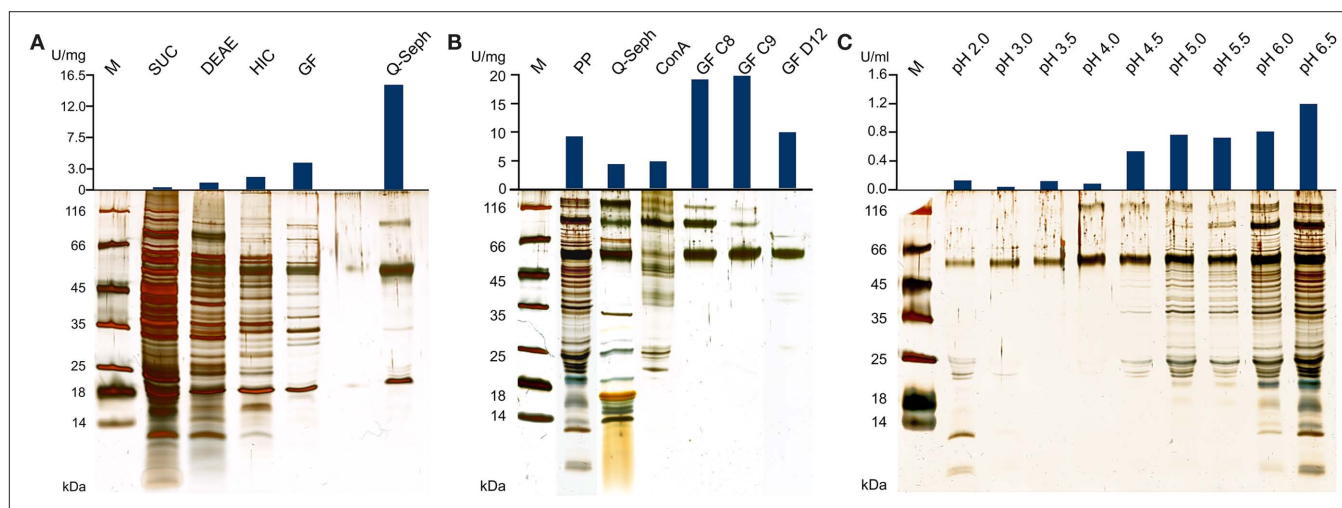 A
U/mg
M
SUC
DEAE
HIC
GF
Q-Seph
16.5
12.0
7.5
3.0
0
116
66
45
35
25
18
14
kDa
B
U/mg
M
PP
Q-Seph
ConA
GF C8
GF C9
GF D12
20
15
10
5
0
116
66
45
35
25
18
14
kDa
C
U/ml
M
pH 2.0
pH 3.0
pH 3.5
pH 4.0
pH 4.5
pH 5.0
pH 5.5
pH 6.0
pH 6.5
1.6
1.2
0.8
0.4
0.0
116
66
45
35
25
18
14
kDa